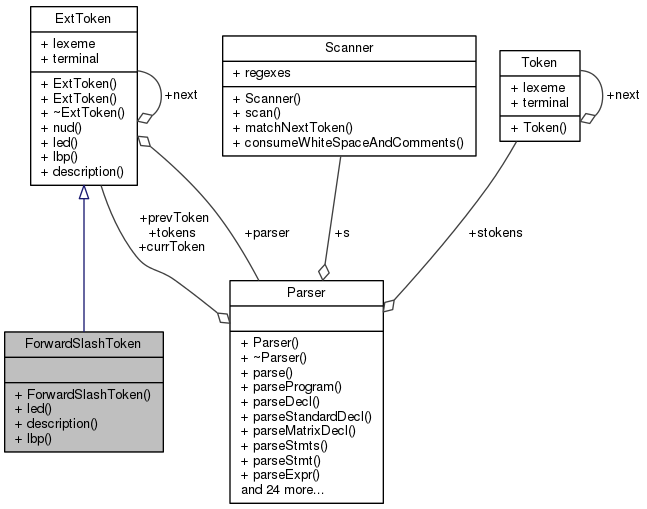 ExtToken
+ lexeme
+ terminal
+ ExtToken()
+ ExtToken()
+ ~ExtToken()
+ nud()
+ led()
+ lbp()
+ description()
+next
Scanner
+ regexes
+ Scanner()
+ scan()
+ matchNextToken()
+ consumeWhiteSpaceAndComments()
Token
+ lexeme
+ terminal
+ Token()
+next
+prevToken
+tokens
+currToken
+parser
+s
+stokens
ForwardSlashToken
+ ForwardSlashToken()
+ led()
+ description()
+ lbp()
Parser
+ Parser()
+ ~Parser()
+ parse()
+ parseProgram()
+ parseDecl()
+ parseStandardDecl()
+ parseMatrixDecl()
+ parseStmts()
+ parseStmt()
+ parseExpr()
and 24 more...